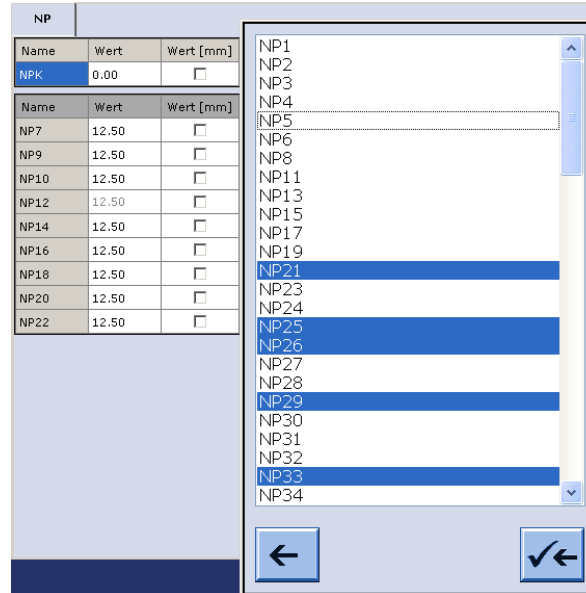 NP
Name Wert Wert [mm]
NPK 0.00
Name Wert Wert [mm]
NP7 12.50
NP9 12.50
NP10 12.50
NP12 12.50
NP14 12.50
NP16 12.50
NP18 12.50
NP20 12.50
NP22 12.50
NP1
NP2
NP3
NP4
NP5
NP6
NP8
NP11
NP13
NP15
NP17
NP19
NP21
NP23
NP24
NP25
NP26
NP27
NP28
NP29
NP30
NP31
NP32
NP33
NP34